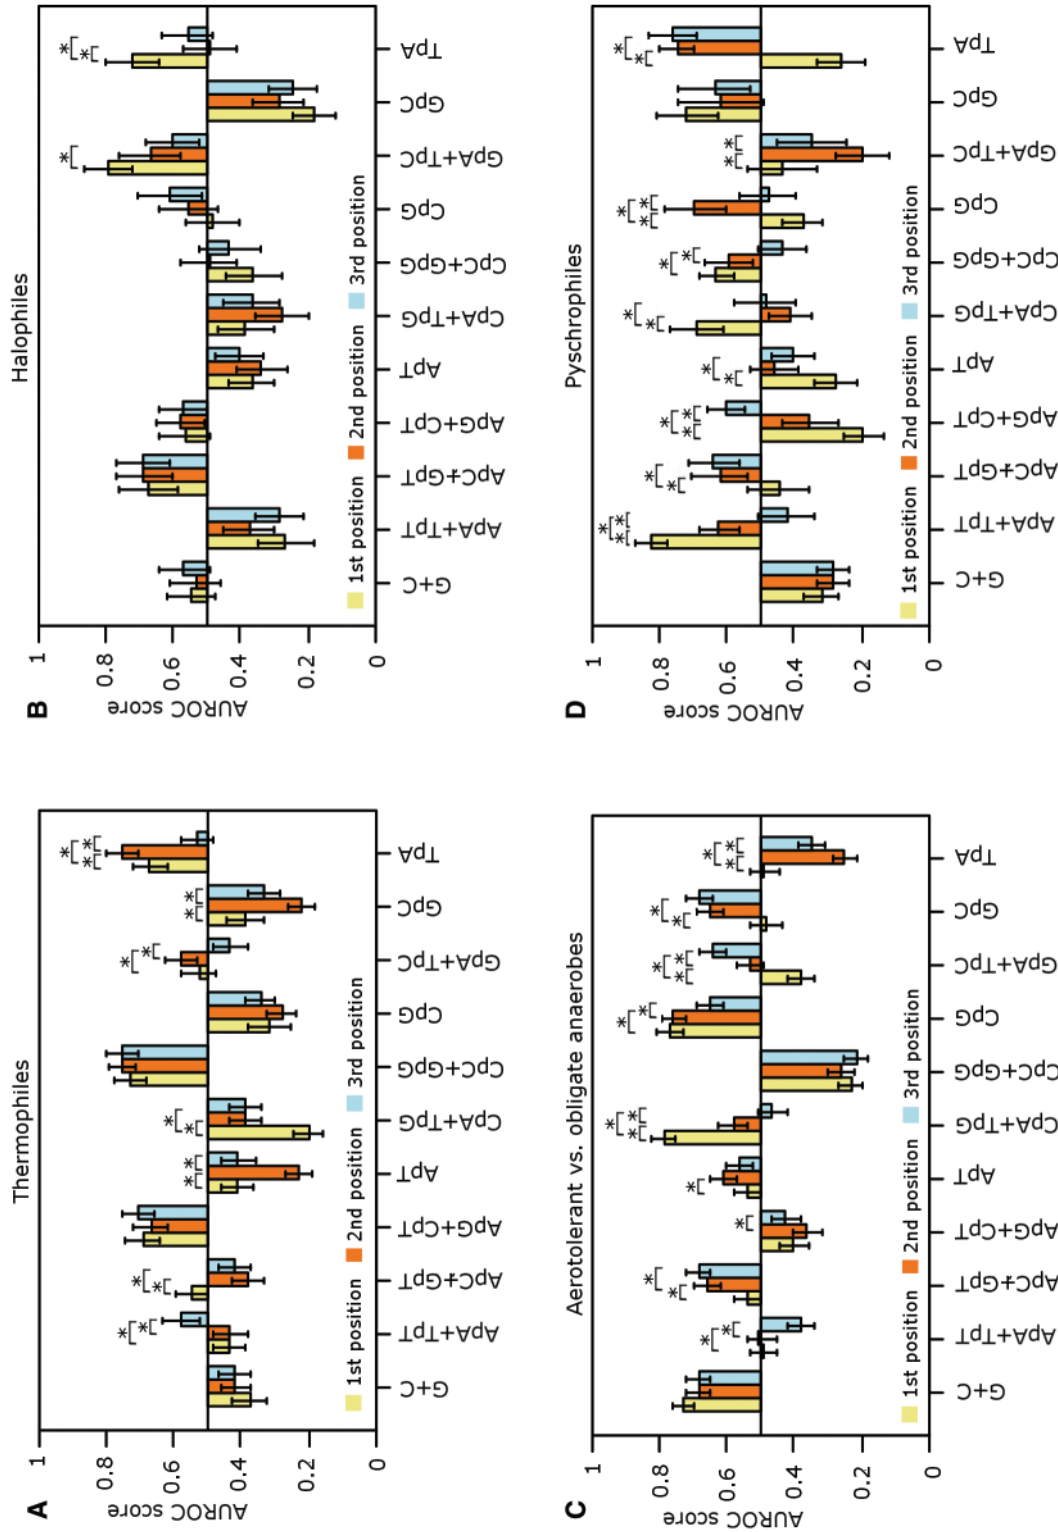 A
Thermophiles
AUROC score
1
0.8
0.6
0.4
0.2
0
* * * * * * * * * * * * * * *
1st position 2nd position 3rd position
G+C ApA+TpT ApC+GpT ApG+CpT ApT CpA+TpG CpC+GpG CpG GpA+TpC GpC TpA
B
Halophiles
AUROC score
1
0.8
0.6
0.4
0.2
0
* * *
1st position 2nd position 3rd position
G+C ApA+TpT ApC+GpT ApG+CpT ApT CpA+TpG CpC+GpG CpG GpA+TpC GpC TpA
C
Aerotolerant vs. obligate anaerobes
AUROC score
1
0.8
0.6
0.4
0.2
0
* * * * * * * * * * * * * * * * * * *
1st position 2nd position 3rd position
G+C ApA+TpT ApC+GpT ApG+CpT ApT CpA+TpG CpC+GpG CpG GpA+TpC GpC TpA
D
Pyschrophiles
AUROC score
1
0.8
0.6
0.4
0.2
0
* * * * * * * * * * * * * * * * * * * * *
1st position 2nd position 3rd position
G+C ApA+TpT ApC+GpT ApG+CpT ApT CpA+TpG CpC+GpG CpG GpA+TpC GpC TpA